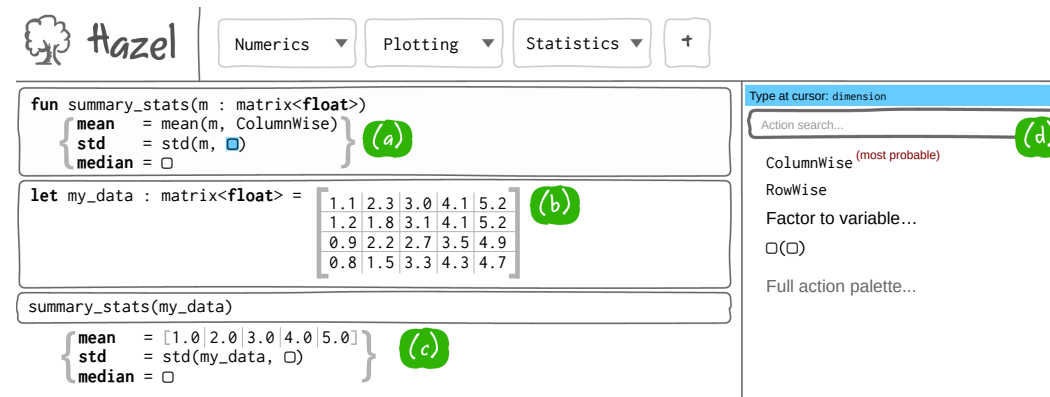 Hazel
Numerics ▼
Plotting ▼
Statistics ▼
+
fun summary_stats(m : matrix<float>)
{ mean = mean(m, ColumnWise) }
std = std(m, ▢)
median = ▢
(a)
let my_data : matrix<float> =
1.1|2.3|3.0|4.1|5.2
1.2|1.8|3.1|4.1|5.2
0.9|2.2|2.7|3.5|4.9
0.8|1.5|3.3|4.3|4.7
(b)
summary_stats(my_data)
{ mean = [1.0|2.0|3.0|4.0|5.0] }
std = std(my_data, ▢)
median = ▢
(c)
Type at cursor: dimension
Action search...
(d)
ColumnWise (most probable)
RowWise
Factor to variable…
▢(▢)
Full action palette...